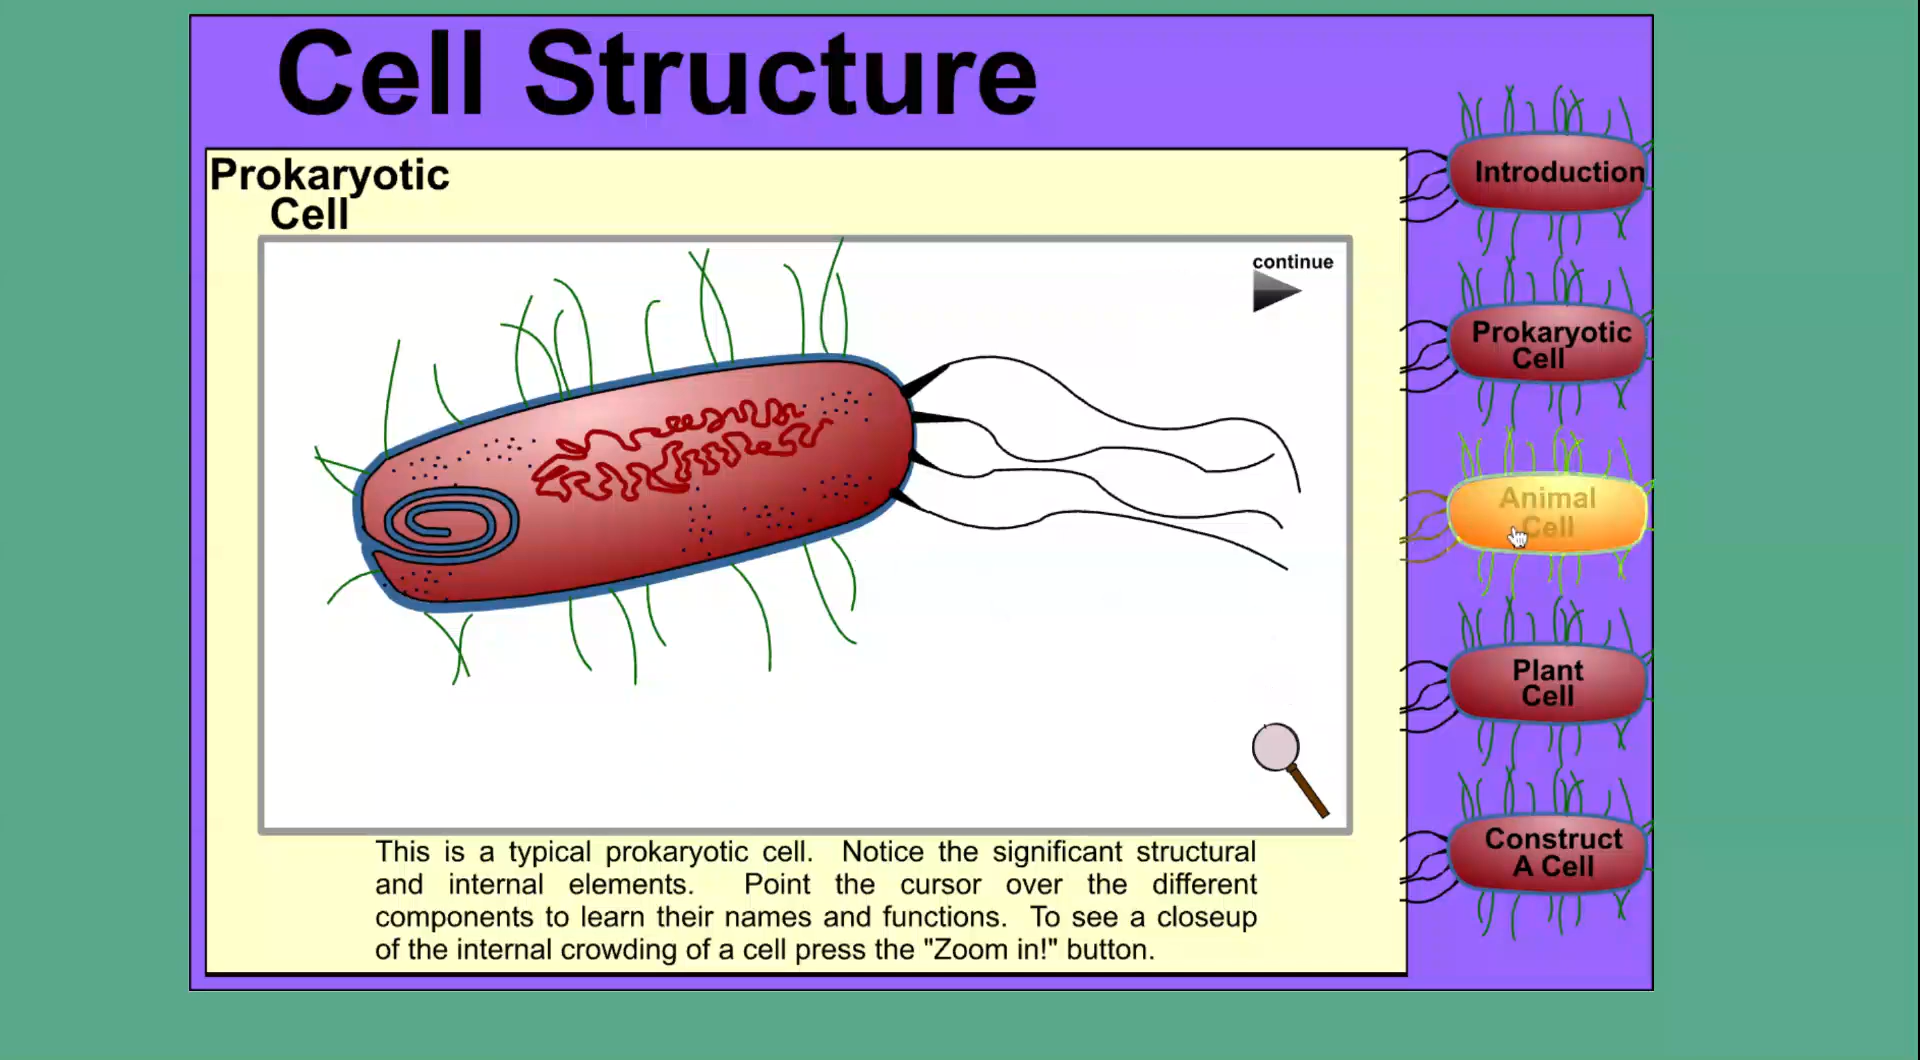 Cell Structure
Prokaryotic
Cell
continue
This is a typical prokaryotic cell. Notice the significant structural
and internal elements. Point the cursor over the different
components to learn their names and functions. To see a closeup
of the internal crowding of a cell press the "Zoom in!" button.
Introduction
Prokaryotic
Cell
Animal
Cell
Plant
Cell
Construct
A Cell